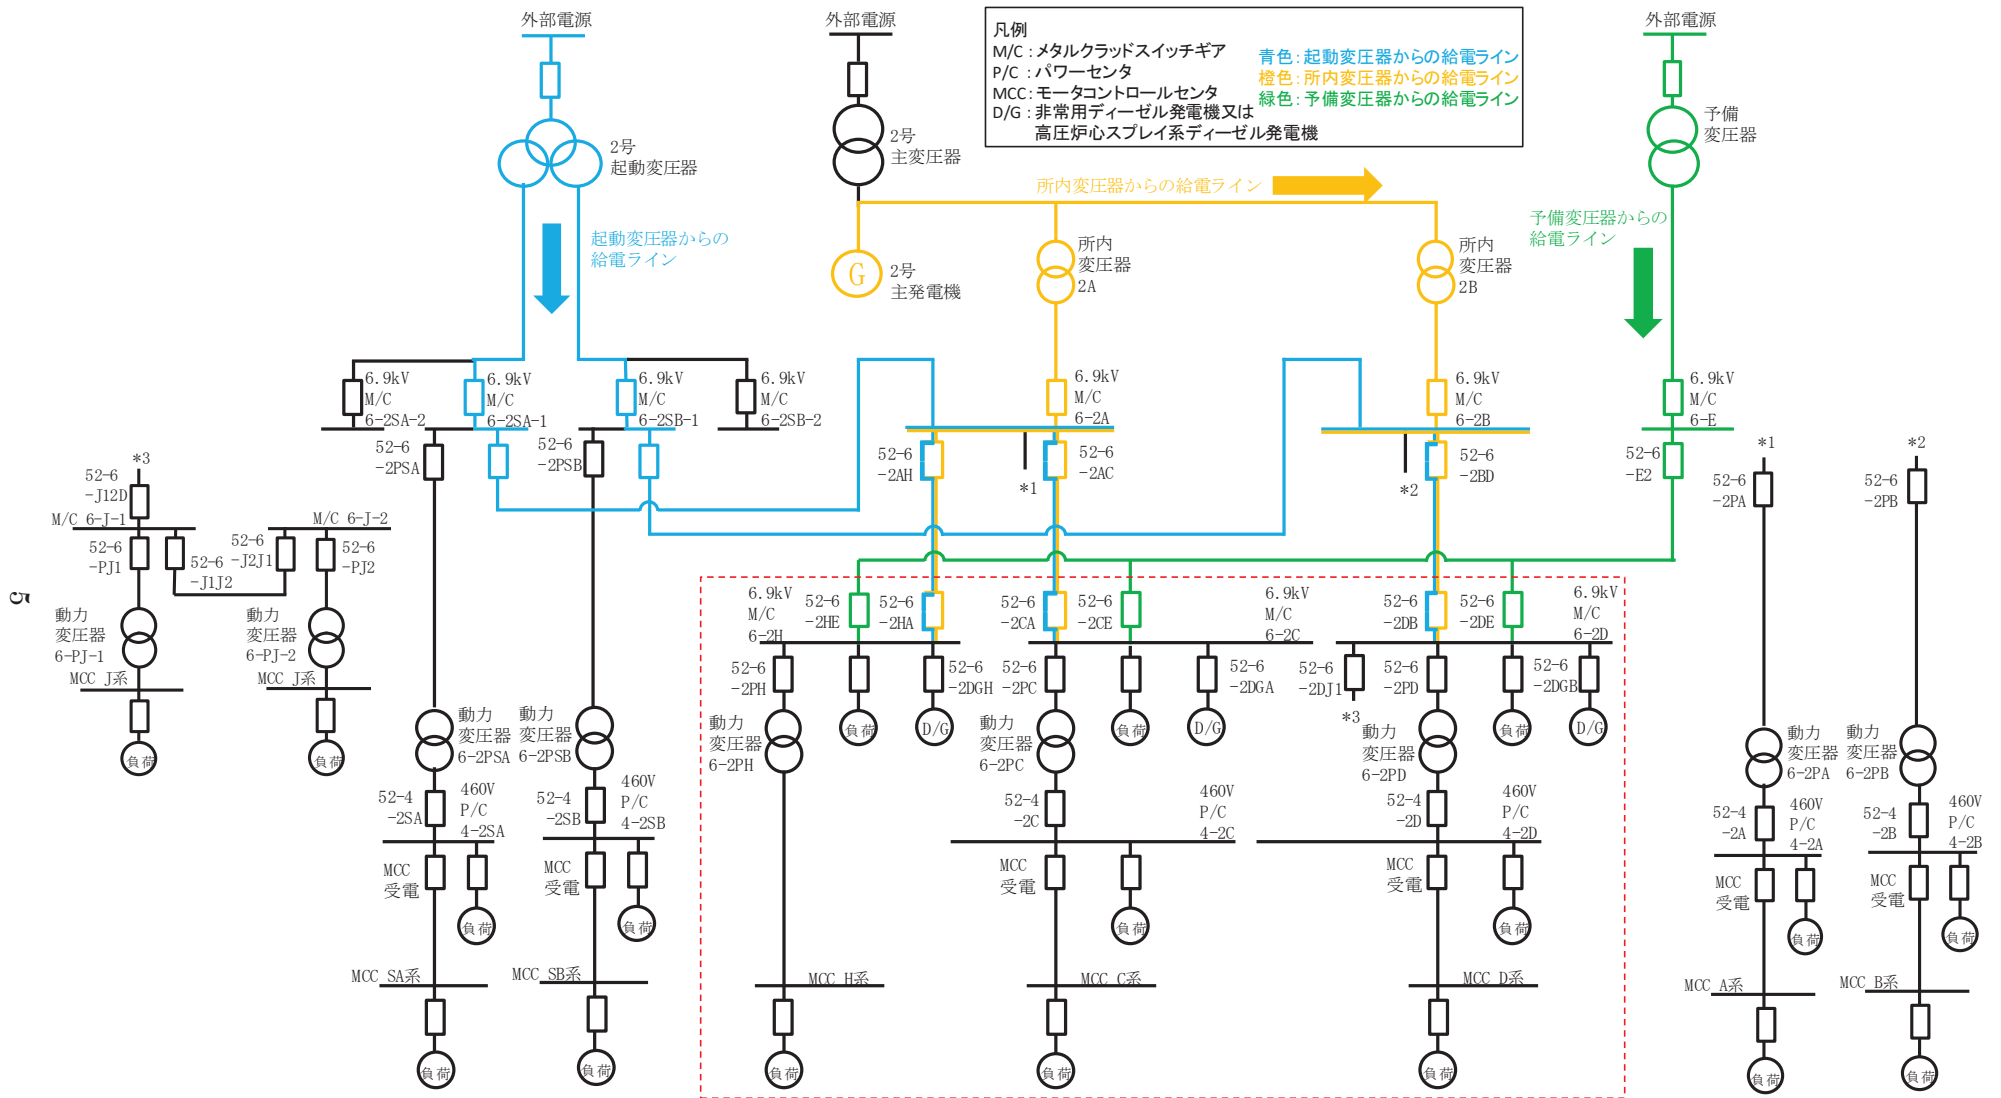 外部電源
外部電源
外部電源
凡例
M/C：メタルクラッドスイッチギア
P/C ：パワーセンタ
MCC：モータコントロールセンタ
D/G ：非常用ディーゼル発電機又は
高圧炉心スプレイ系ディーゼル発電機
青色：起動変圧器からの給電ライン
橙色：所内変圧器からの給電ライン
緑色：予備変圧器からの給電ライン
2号
起動変圧器
2号
主変圧器
予備
変圧器
所内変圧器からの給電ライン
起動変圧器からの
給電ライン
予備変圧器からの
給電ライン
G
2号
主発電機
所内
変圧器
2A
所内
変圧器
2B
6.9kV
M/C
6-2SA-2
6.9kV
M/C
6-2SA-1
6.9kV
M/C
6-2SB-1
6.9kV
M/C
6-2SB-2
6.9kV
M/C
6-2A
6.9kV
M/C
6-2B
6.9kV
M/C
6-E
52-6
-2PSA
52-6
-2PSB
52-6
-2AH
*1
52-6
-2AC
*2
52-6
-2BD
52-6
-E2
*1
52-6
-2PA
*2
52-6
-2PB
*3
52-6
-J12D
M/C 6-J-1
M/C 6-J-2
52-6
-PJ1
52-6
-J1J2
52-6
-J2J1
52-6
-PJ2
5
動力
変圧器
6-PJ-1
動力
変圧器
6-PJ-2
MCC J系
MCC J系
負荷
負荷
6.9kV
M/C
6-2H
52-6
-2HE
52-6
-2HA
52-6
-2CA
52-6
-2CE
6.9kV
M/C
6-2C
52-6
-2DB
52-6
-2DE
6.9kV
M/C
6-2D
52-6
-2PH
52-6
-2DGH
52-6
-2PC
52-6
-2DGA
52-6
-2DJ1
*3
52-6
-2PD
52-6
-2DGB
動力
変圧器
6-2PSA
動力
変圧器
6-2PSB
動力
変圧器
6-2PH
負荷
D/G
動力
変圧器
6-2PC
負荷
D/G
動力
変圧器
6-2PD
負荷
D/G
動力
変圧器
6-2PA
動力
変圧器
6-2PB
52-4
-2SA
460V
P/C
4-2SA
52-4
-2SB
460V
P/C
4-2SB
52-4
-2C
460V
P/C
4-2C
52-4
-2D
460V
P/C
4-2D
52-4
-2A
460V
P/C
4-2A
52-4
-2B
460V
P/C
4-2B
MCC
受電
負荷
MCC
受電
負荷
MCC
受電
負荷
MCC
受電
負荷
MCC
受電
負荷
MCC
受電
負荷
MCC SA系
MCC SB系
MCC H系
MCC C系
MCC D系
MCC A系
MCC B系
負荷
負荷
負荷
負荷
負荷
負荷
負荷